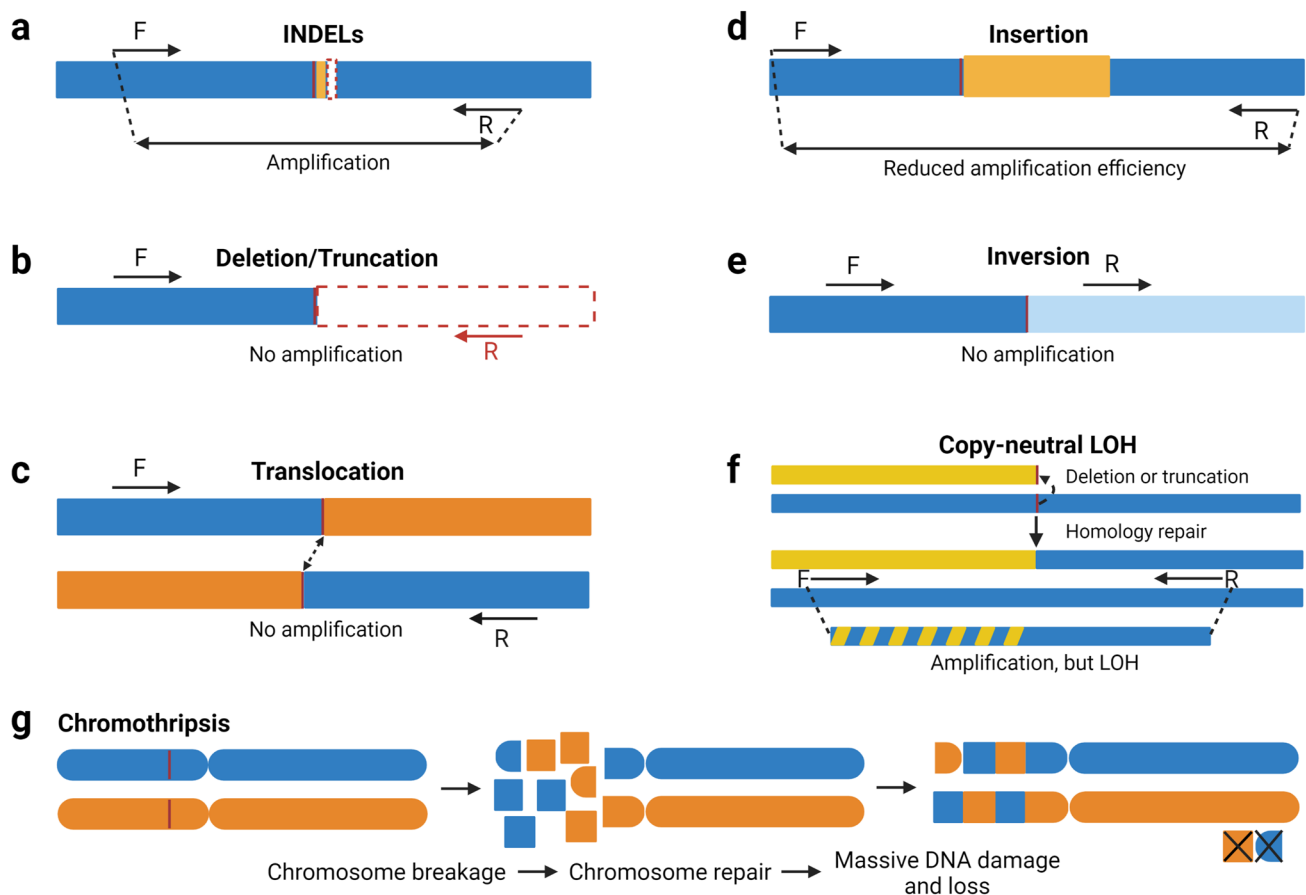 a
INDELs
F
R
Amplification
b
Deletion/Truncation
F
R
No amplification
c
Translocation
F
No amplification
R
d
Insertion
F
R
Reduced amplification efficiency
e
Inversion
F
R
No amplification
f
Copy-neutral LOH
Deletion or truncation
Homology repair
F
R
Amplification, but LOH
g
Chromothripsis
Chromosome breakage
Chromosome repair
Massive DNA damage
and loss